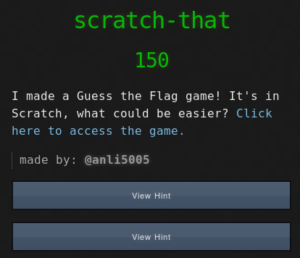 scratch-that
150
I made a Guess the Flag game! It's in
Scratch, what could be easier? Click
here to access the game.
made by: @anli5005
View Hint
View Hint